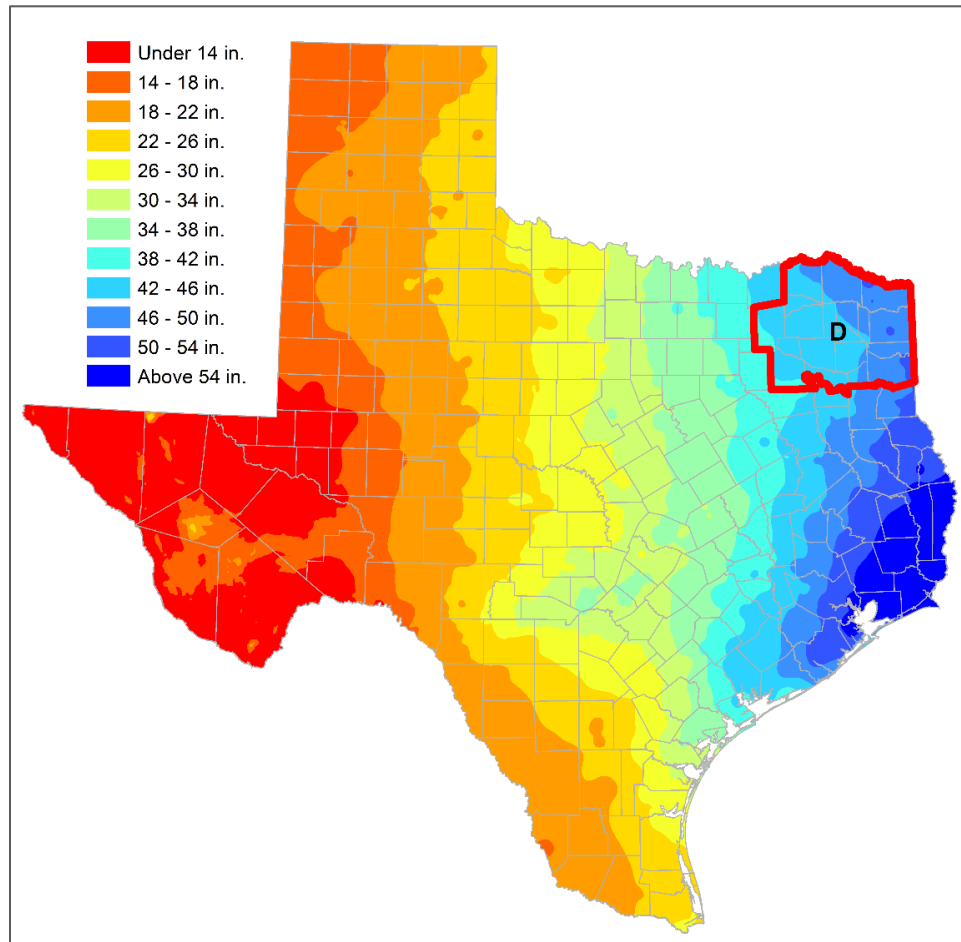 Under 14 in.
14 - 18 in.
18 - 22 in.
22 - 26 in.
26 - 30 in.
30 - 34 in.
34 - 38 in.
38 - 42 in.
42 - 46 in.
46 - 50 in.
50 - 54 in.
Above 54 in.
D